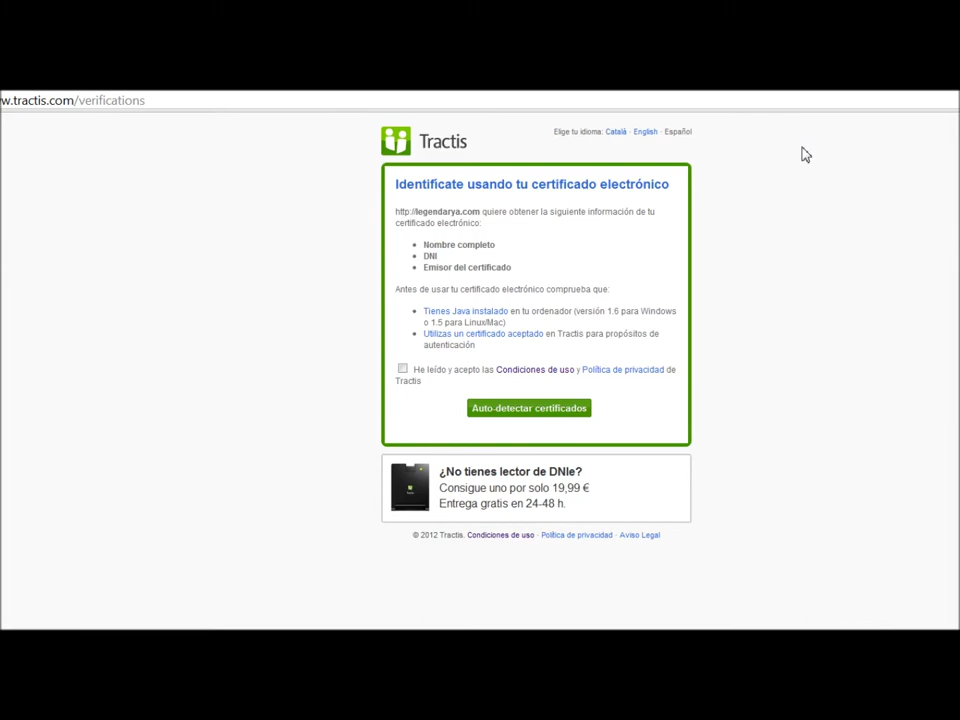 w.tractis.com/verifications
Tractis
Elige tu idioma: Català · English · Español
Identifícate usando tu certificado electrónico
http://legendarya.com quiere obtener la siguiente información de tu
certificado electrónico:
• Nombre completo
• DNI
• Emisor del certificado
Antes de usar tu certificado electrónico comprueba que:
• Tienes Java instalado en tu ordenador (versión 1.6 para Windows
o 1.5 para Linux/Mac)
• Utilizas un certificado aceptado en Tractis para propósitos de
autenticación
He leído y acepto las Condiciones de uso y Política de privacidad de
Tractis
Auto-detectar certificados
¿No tienes lector de DNIe?
Consigue uno por solo 19,99 €
Entrega gratis en 24-48 h.
© 2012 Tractis. Condiciones de uso · Política de privacidad · Aviso Legal